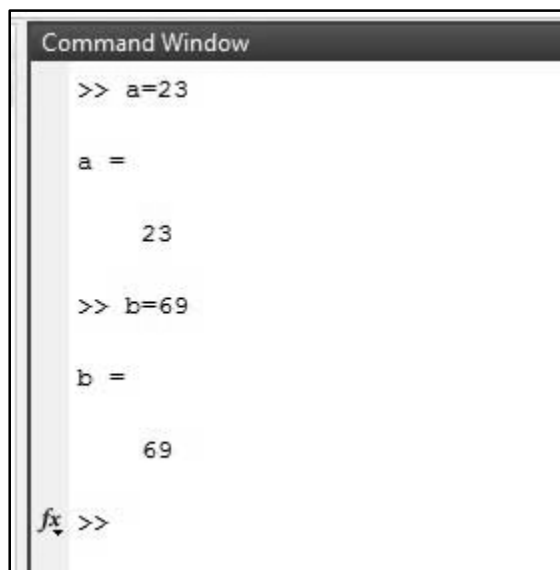 Command Window
>> a=23
a =
23
>> b=69
b =
69
fx >>